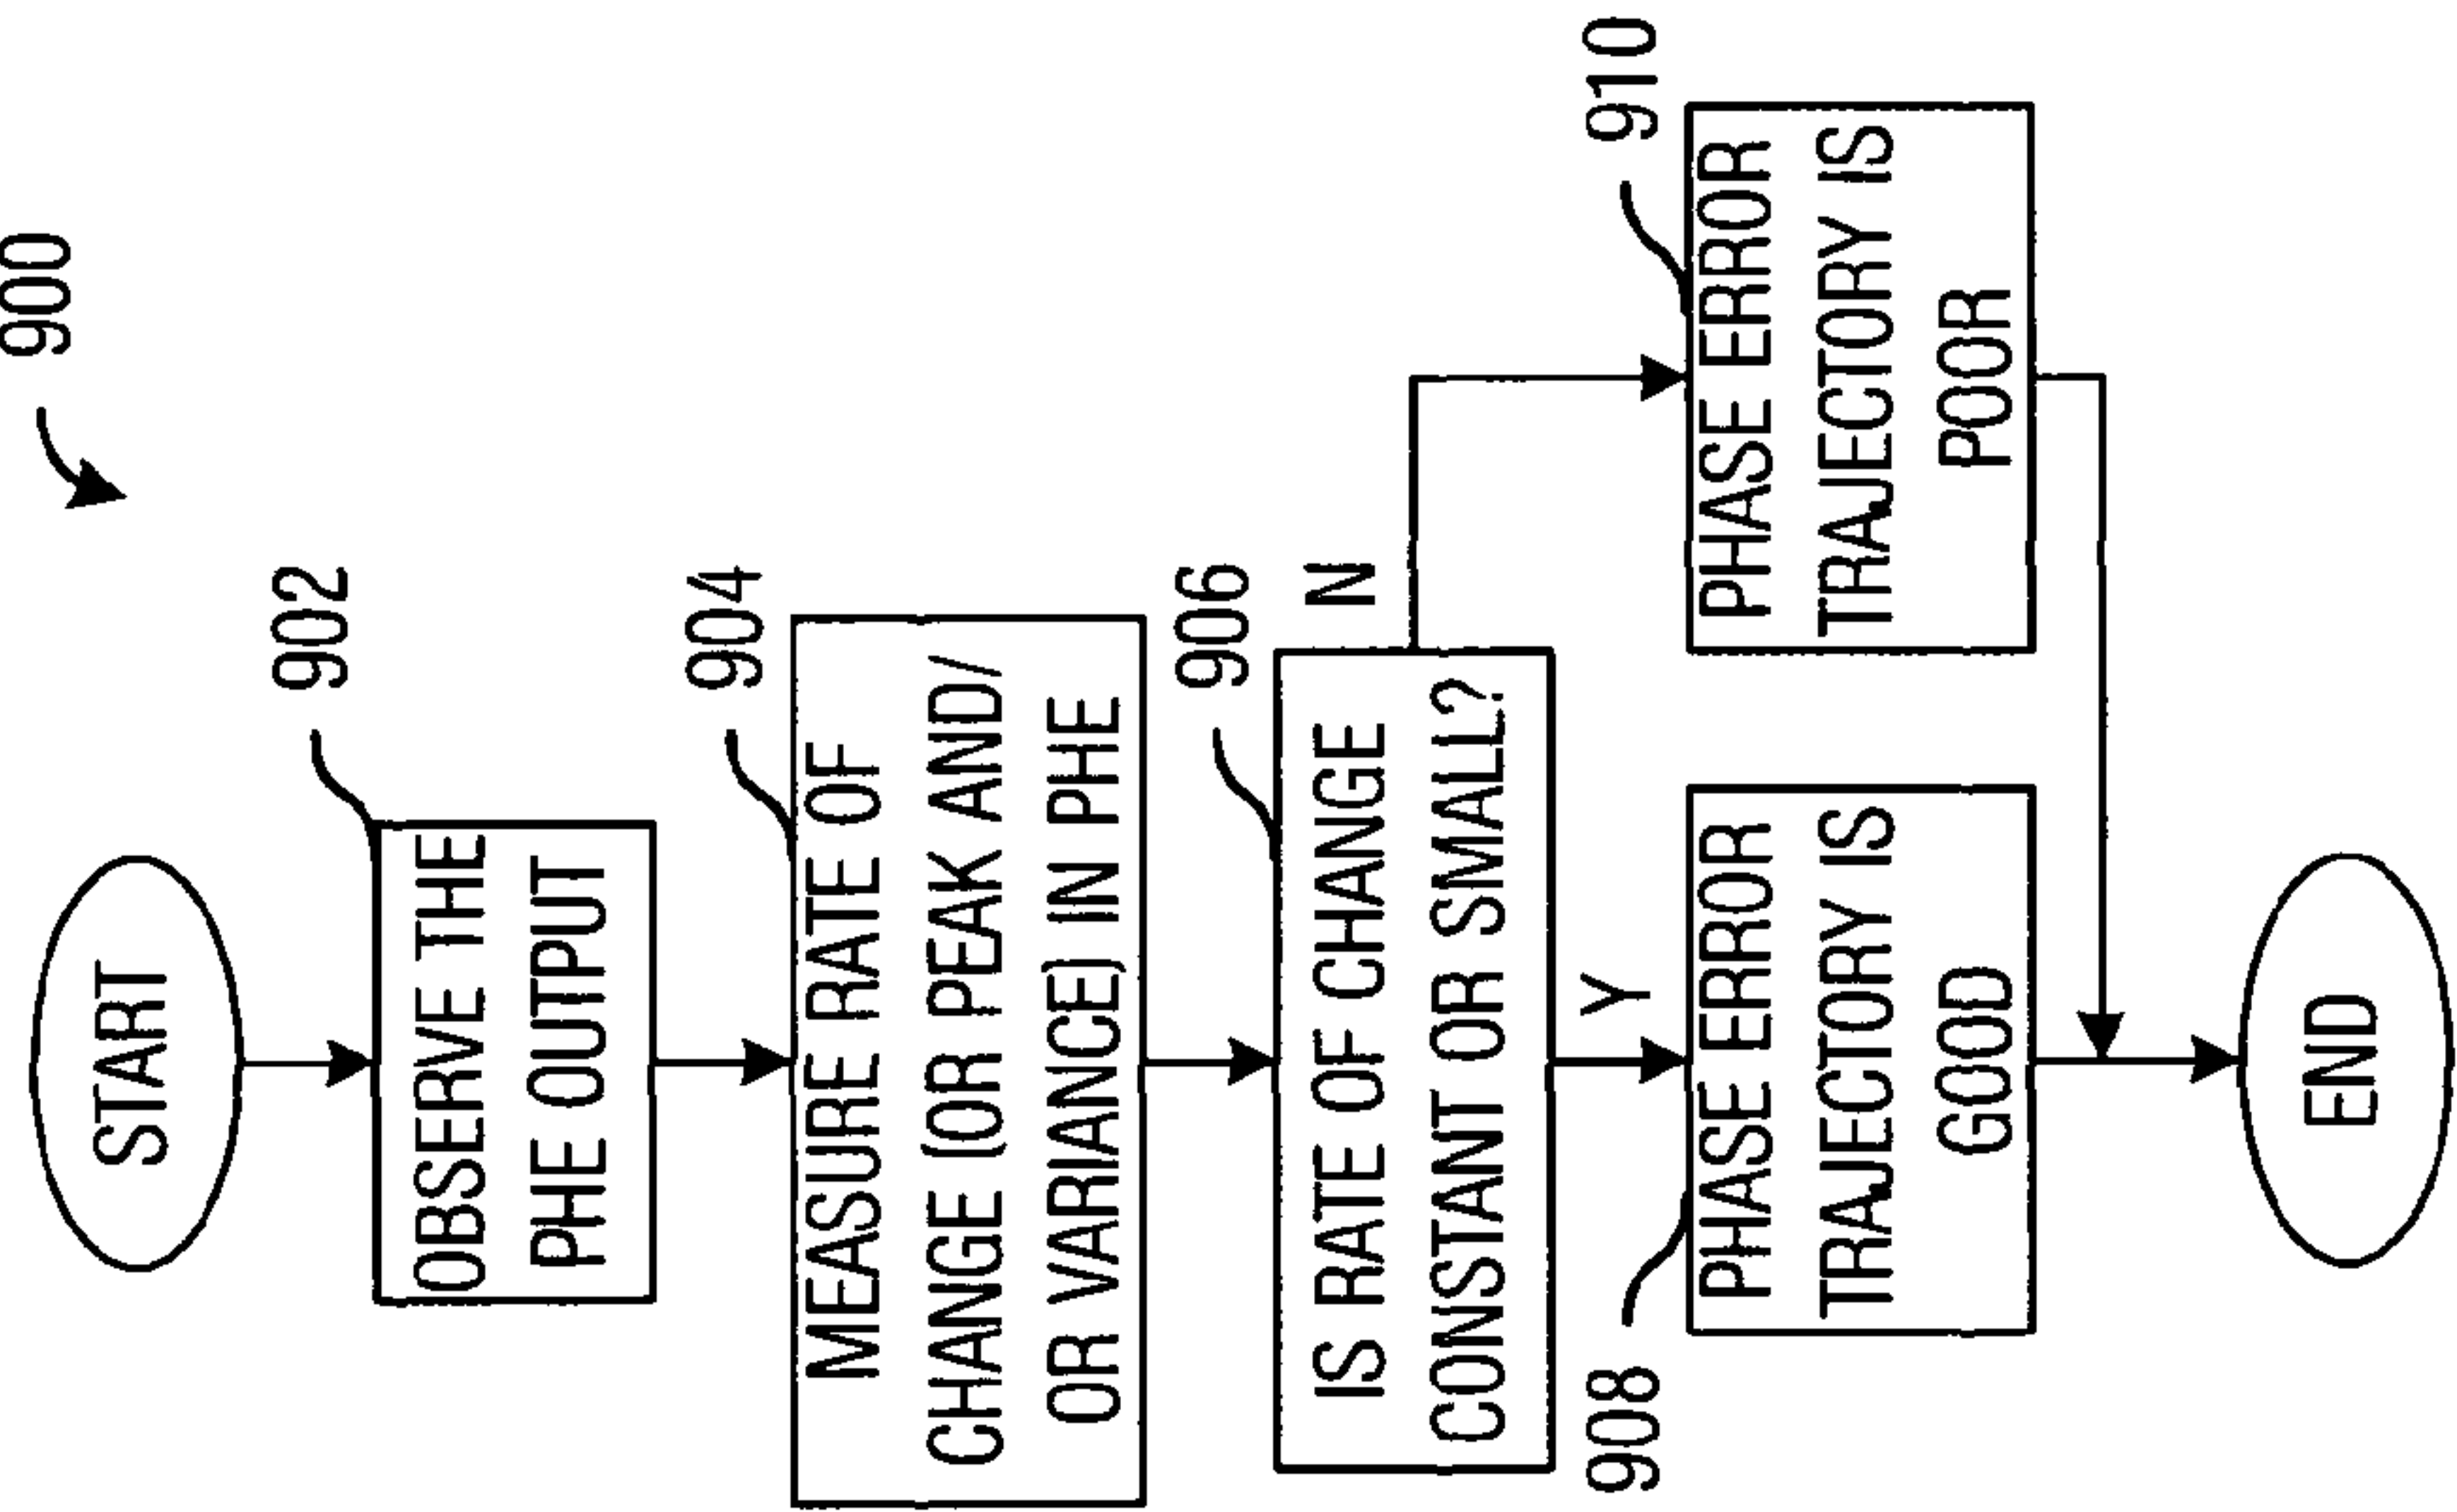 900
START
902
OBSERVE THE
PHE OUTPUT
904
MEASURE RATE OF
CHANGE (OR PEAK AND/
OR VARIANCE) IN PHE
906
IS RATE OF CHANGE
CONSTANT OR SMALL?
N
Y
908
PHASE ERROR
TRAJECTORY IS
GOOD
910
PHASE ERROR
TRAJECTORY IS
POOR
END